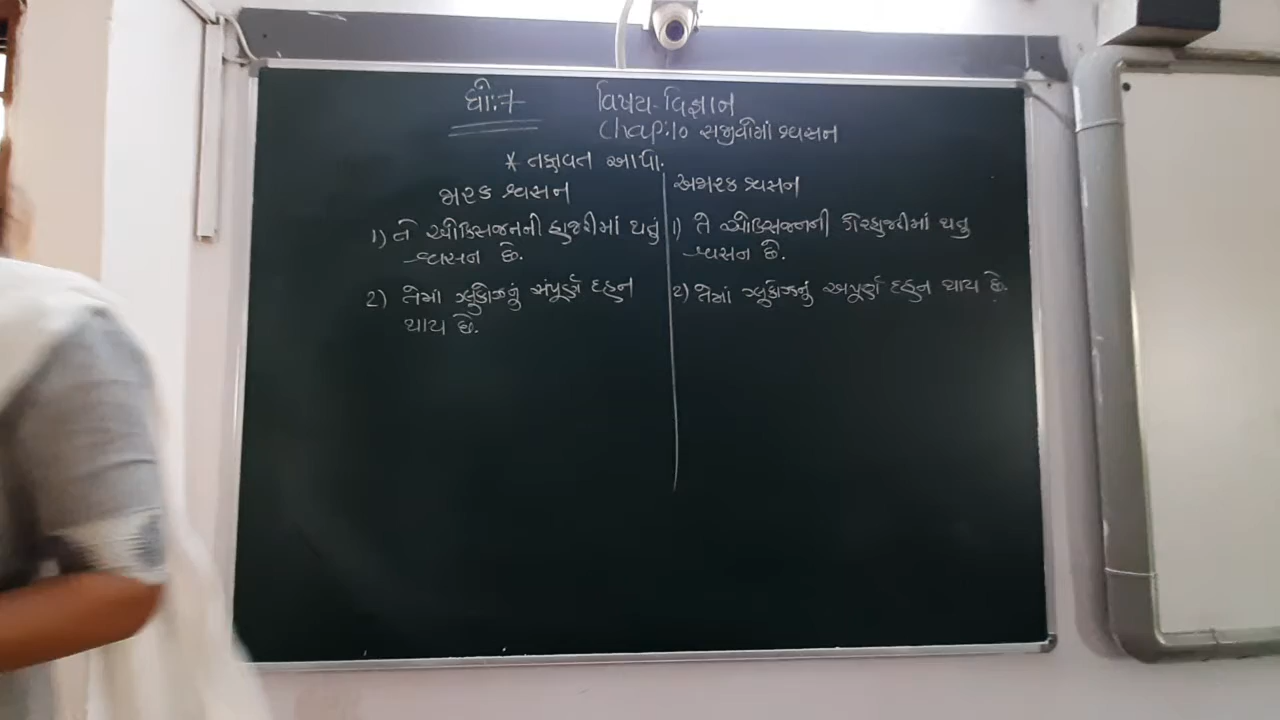 ધો:7
વિષય-વિજ્ઞાન
Chap:10 સજીવોમાં શ્વસન
* તફાવત આપો.
જારક શ્વસન
1) તે ઓક્સિજનની હાજરીમાં થતું
શ્વસન છે.
2) તેમાં ગ્લુકોઝનું સંપૂર્ણ દહન
થાય છે.
અજારક શ્વસન
1) તે ઓક્સિજનની ગેરહાજરીમાં થતુ
શ્વસન છે.
2) તેમાં ગ્લુકોઝનું અપૂર્ણ દહન થાય છે.